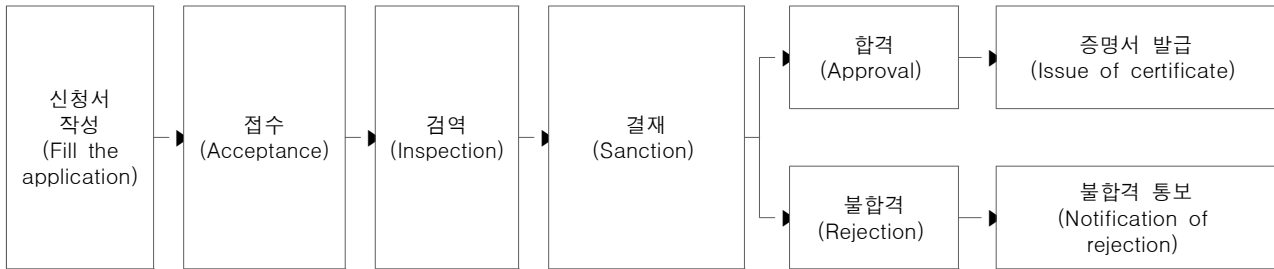 신청서
작성
(Fill the
application)
접수
(Acceptance)
검역
(Inspection)
결재
(Sanction)
합격
(Approval)
증명서 발급
(Issue of certificate)
불합격
(Rejection)
불합격 통보
(Notification of
rejection)